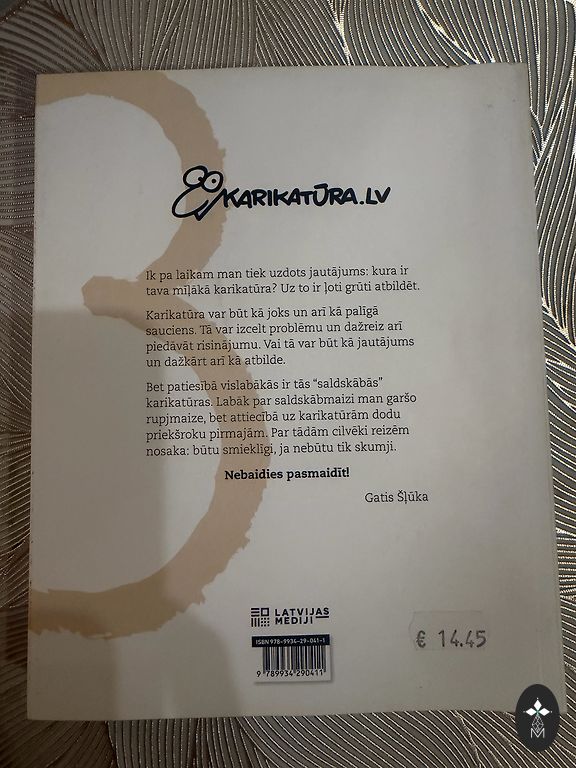 KARIKATŪRA.LV
Ik pa laikam man tiek uzdots jautājums: kura ir
tava mīļākā karikatūra? Uz to ir ļoti grūti atbildēt.
Karikatūra var būt kā joks un arī kā palīgā
sauciens. Tā var izcelt problēmu un dažreiz arī
piedāvāt risinājumu. Vai tā var būt kā jautājums
un dažkārt arī kā atbilde.
Bet patiesībā vislabākās ir tās “saldskābās”
karikatūras. Labāk par saldskābmaizi man garšo
rupjmaize, bet attiecībā uz karikatūrām dodu
priekšroku pirmajām. Par tādām cilvēki reizēm
nosaka: būtu smieklīgi, ja nebūtu tik skumji.
Nebaidies pasmaidīt!
Gatis Šļūka
LATVIJAS
MEDIJI
ISBN 978-9934-29-041-1
9 789934 290411
€ 14.45
M